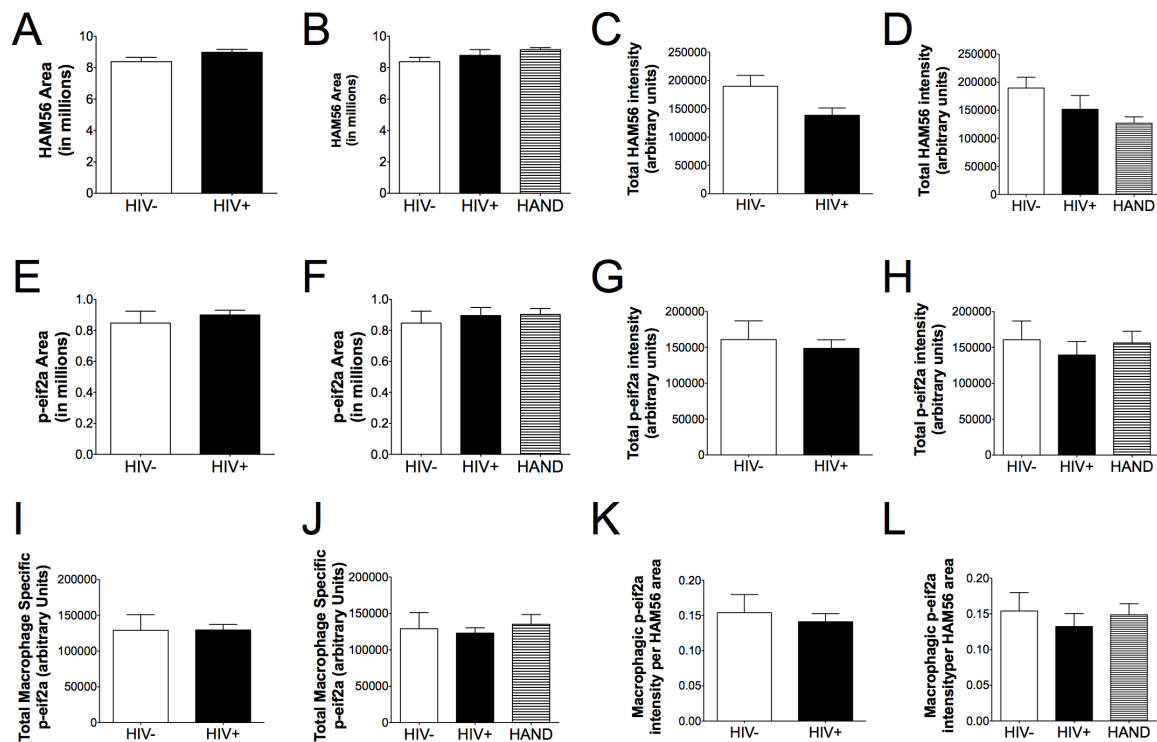 A
HAM56 Area
(in millions)
10
8
6
4
2
0
HIV-
HIV+
B
HAM56 Area
(in millions)
10
8
6
4
2
0
HIV-
HIV+
HAND
C
Total HAM56 intensity
(arbitrary units)
250000
200000
150000
100000
50000
0
HIV-
HIV+
D
Total HAM56 intensity
(arbitrary units)
250000
200000
150000
100000
50000
0
HIV-
HIV+
HAND
E
p-eif2a Area
(in millions)
1.0
0.8
0.6
0.4
0.2
0.0
HIV-
HIV+
F
p-eif2a Area
(in millions)
1.0
0.8
0.6
0.4
0.2
0.0
HIV-
HIV+
HAND
G
Total p-eif2a intensity
(arbitrary units)
200000
150000
100000
50000
0
HIV-
HIV+
H
Total p-eif2a intensity
(arbitrary units)
200000
150000
100000
50000
0
HIV-
HIV+
HAND
I
Total Macrophage Specific
p-eif2a (arbitrary Units)
200000
150000
100000
50000
0
HIV-
HIV+
J
Total Macrophage Specific
p-eif2a (arbitrary Units)
200000
150000
100000
50000
0
HIV-
HIV+
HAND
K
Macrophagic p-eif2a
intensity per HAM56 area
0.20
0.15
0.10
0.05
0.00
HIV-
HIV+
L
Macrophagic p-eif2a
intensityper HAM56 area
0.20
0.15
0.10
0.05
0.00
HIV-
HIV+
HAND